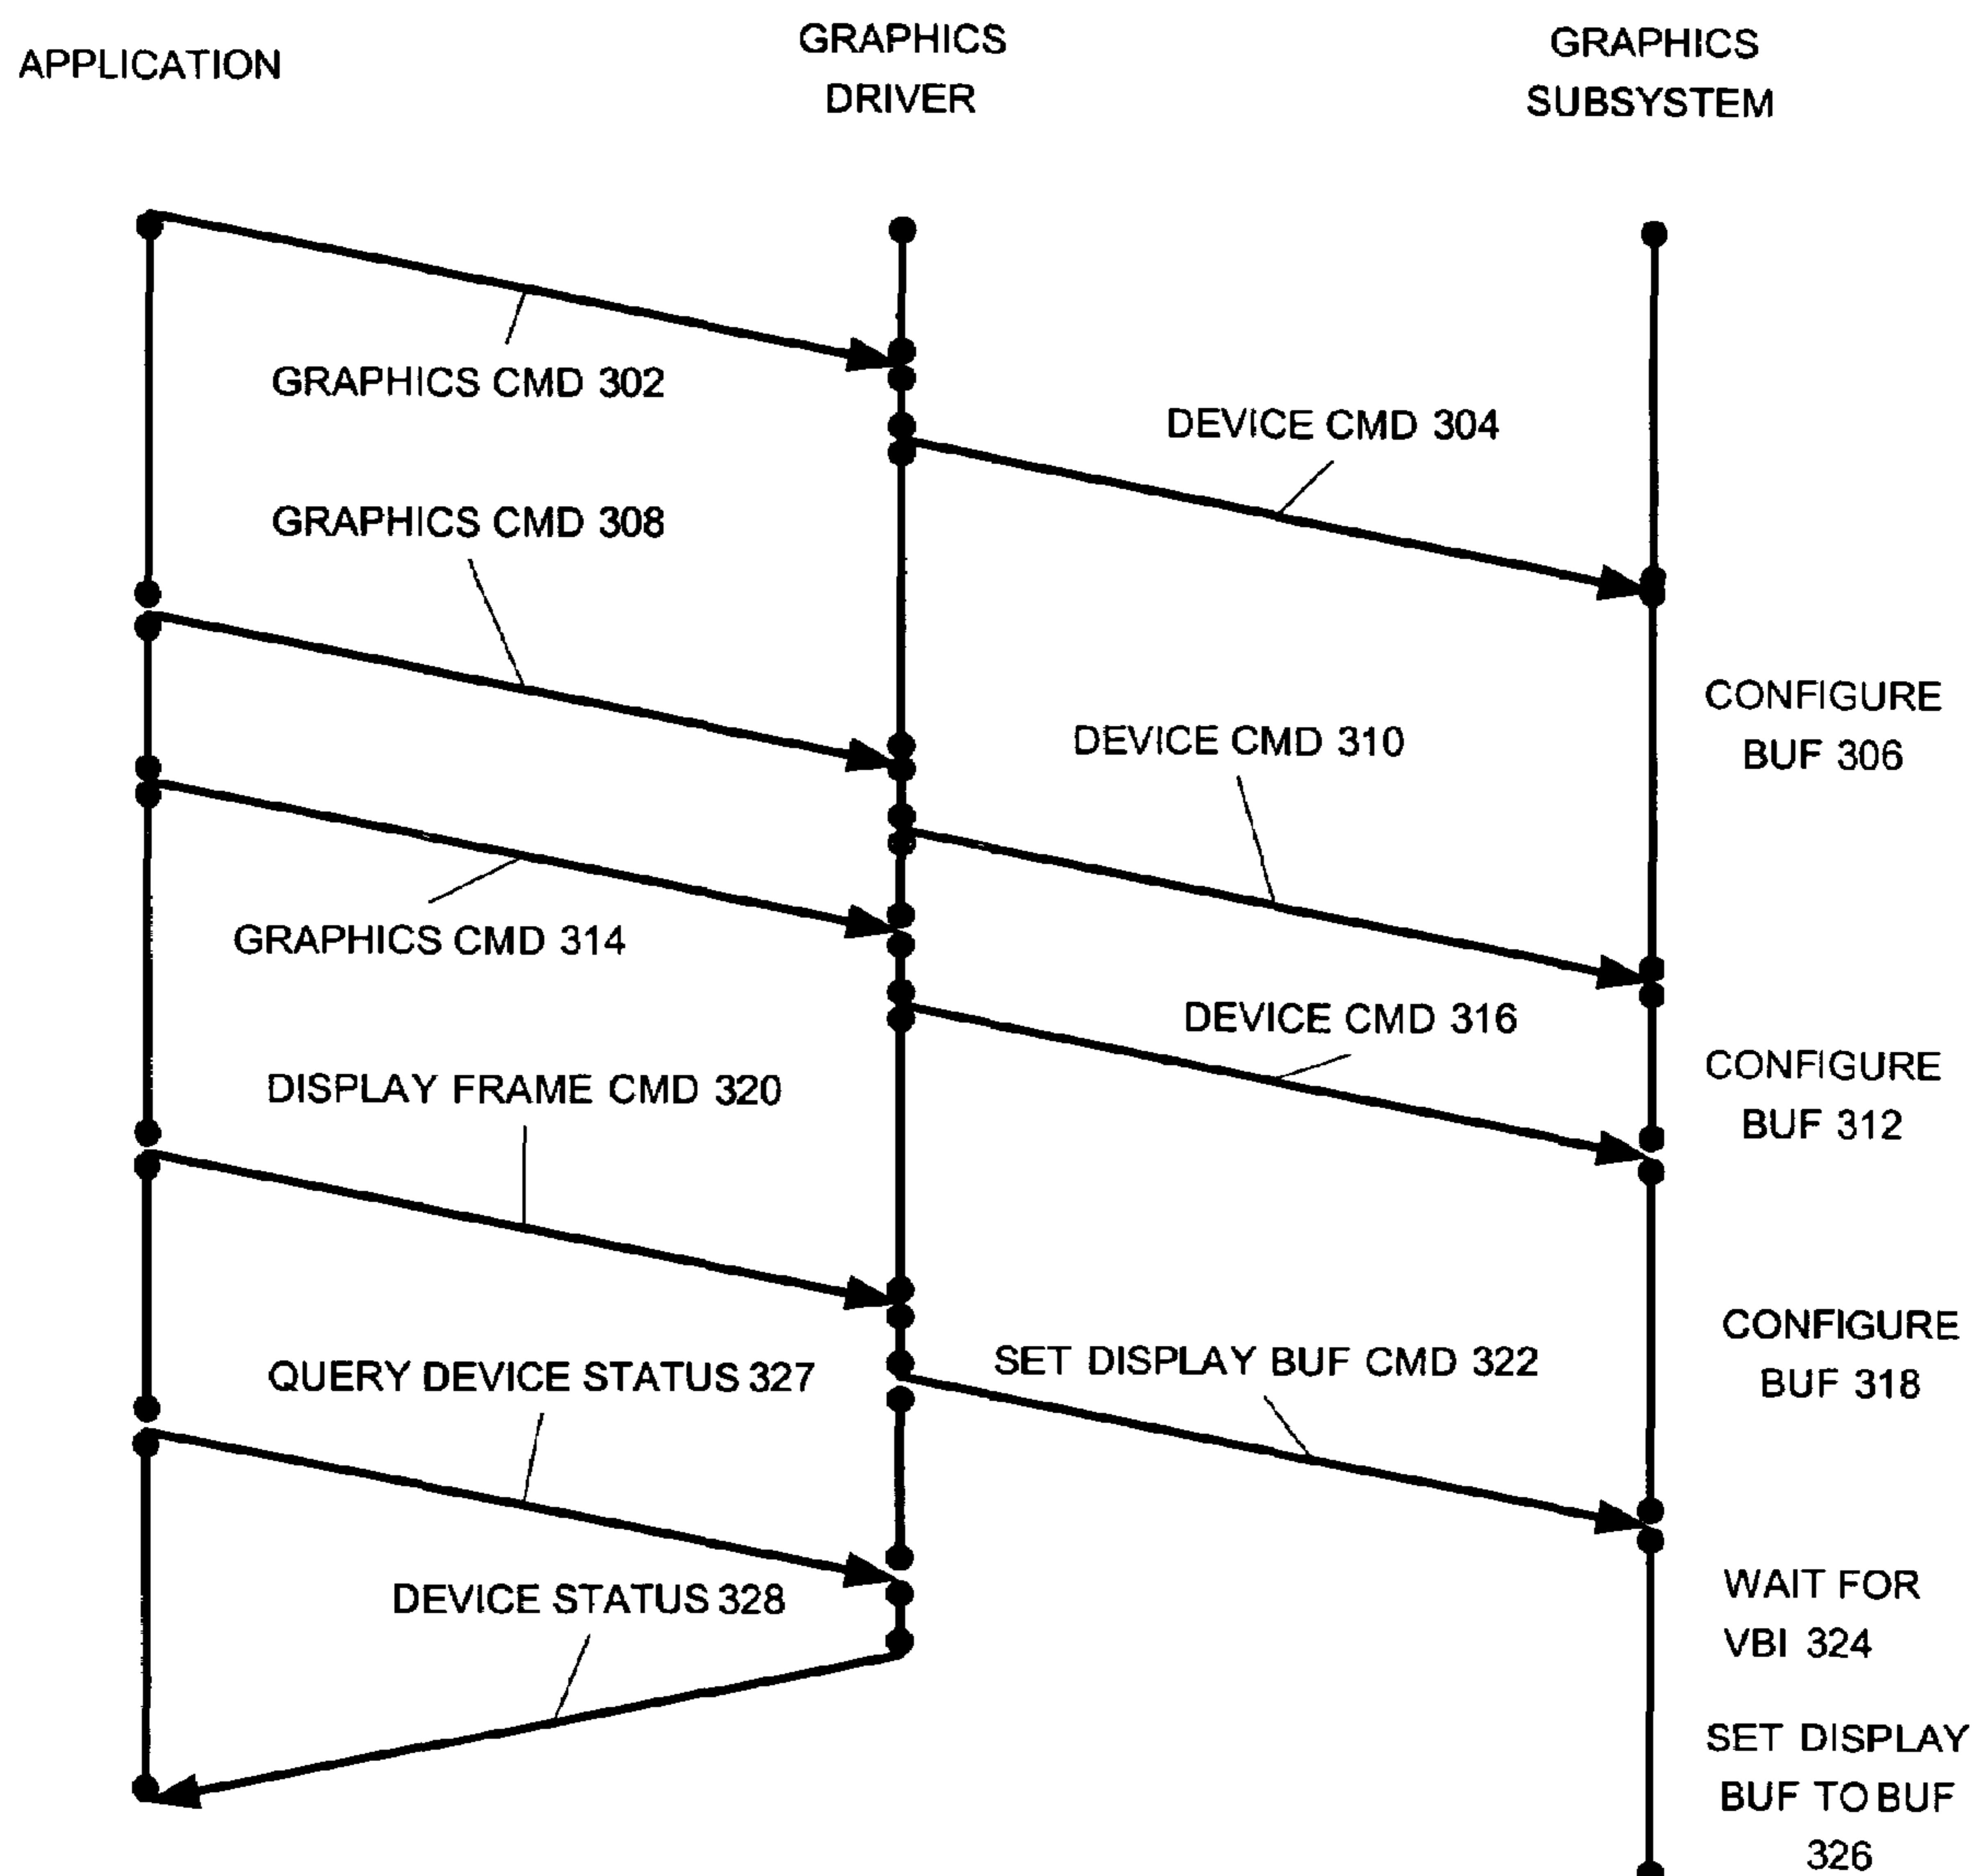 APPLICATION
GRAPHICS
DRIVER
GRAPHICS
SUBSYSTEM
GRAPHICS CMD 302
DEVICE CMD 304
GRAPHICS CMD 308
CONFIGURE
BUF 306
DEVICE CMD 310
GRAPHICS CMD 314
DEVICE CMD 316
CONFIGURE
BUF 312
DISPLAY FRAME CMD 320
CONFIGURE
BUF 318
SET DISPLAY BUF CMD 322
QUERY DEVICE STATUS 327
WAIT FOR
VBI 324
DEVICE STATUS 328
SET DISPLAY
BUF TO BUF
326